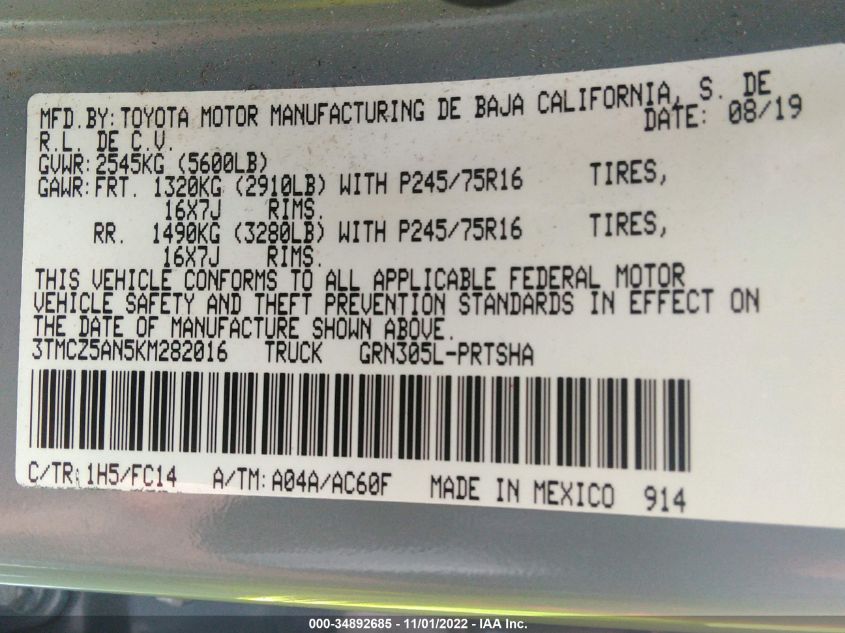 MFD.BY: TOYOTA MOTOR MANUFACTURING DE BAJA CALIFORNIA, S. DE
R.L. DE C.V. DATE: 08/19
GVWR: 2545KG (5600LB)
GAWR: FRT. 1320KG (2910LB) WITH P245/75R16 TIRES,
16X7J RIMS.
RR. 1490KG (3280LB) WITH P245/75R16 TIRES,
16X7J RIMS.
THIS VEHICLE CONFORMS TO ALL APPLICABLE FEDERAL MOTOR
VEHICLE SAFETY AND THEFT PREVENTION STANDARDS IN EFFECT ON
THE DATE OF MANUFACTURE SHOWN ABOVE.
3TMCZ5AN5KM282016 TRUCK GRN305L-PRTSHA
C/TR: 1H5/FC14 A/TM: A04A/AC60F MADE IN MEXICO 914
000-34892685 - 11/01/2022 - IAA Inc.